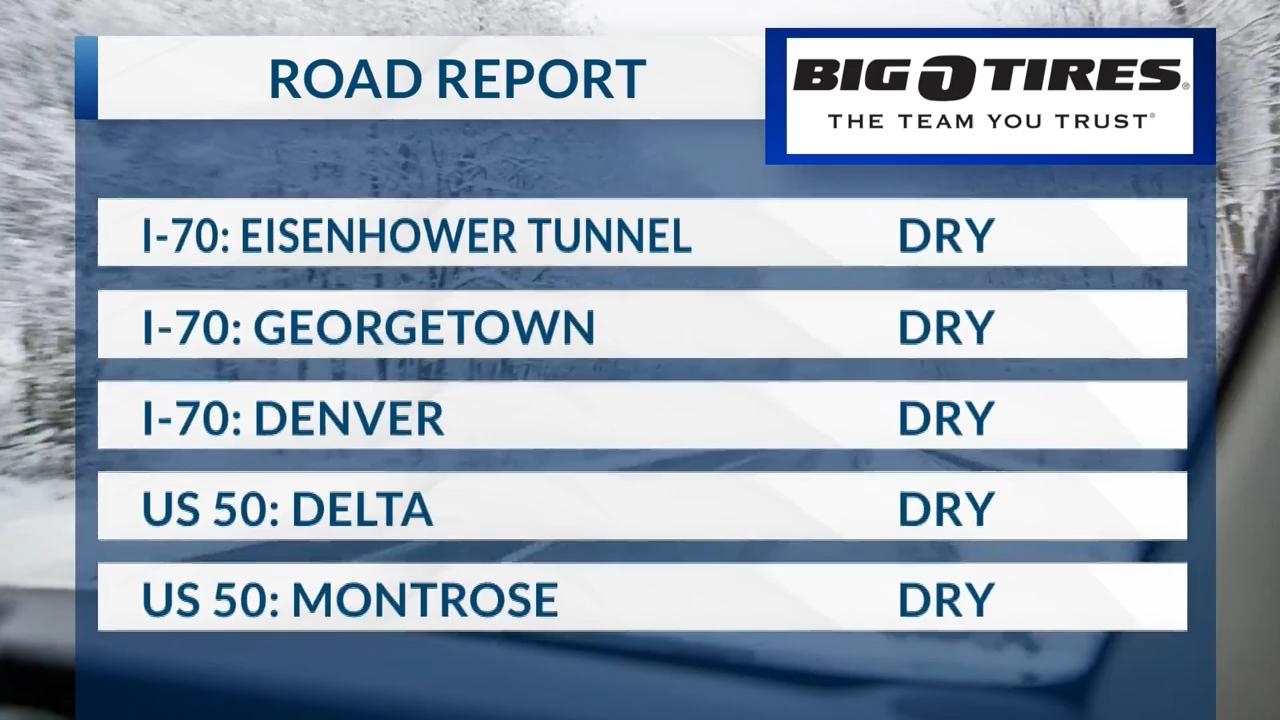 ROAD REPORT
BIG O TIRES®
THE TEAM YOU TRUST®
I-70: EISENHOWER TUNNEL DRY
I-70: GEORGETOWN DRY
I-70: DENVER DRY
US 50: DELTA DRY
US 50: MONTROSE DRY